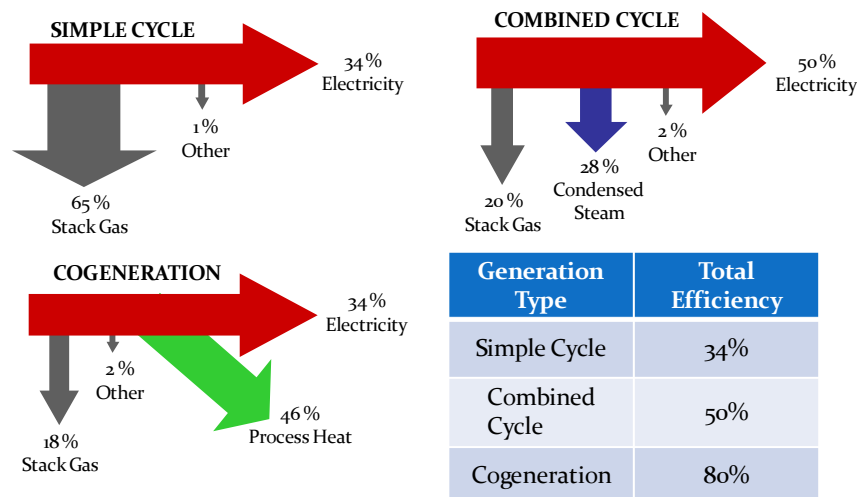 SIMPLE CYCLE
34 %
Electricity
1 %
Other
65 %
Stack Gas
COMBINED CYCLE
50 %
Electricity
2 %
Other
28 %
Condensed
Steam
20 %
Stack Gas
COGENERATION
34 %
Electricity
2 %
Other
46 %
Process Heat
18 %
Stack Gas
Generation Type
Total Efficiency
Simple Cycle
34%
Combined Cycle
50%
Cogeneration
80%